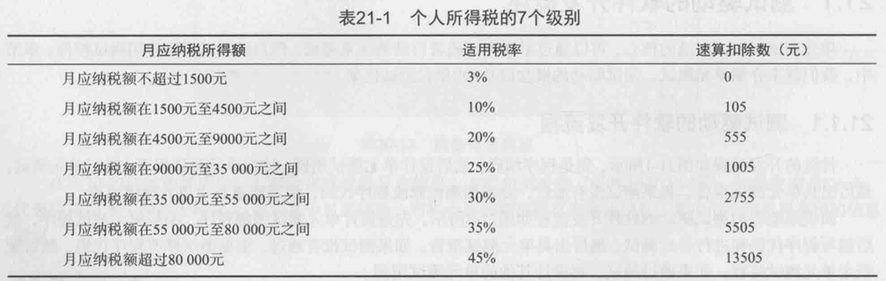 表21-1 个人所得税的7个级别
月应纳税所得额 适用税率 速算扣除数（元）
月应纳税额不超过1500元 3% 0
月应纳税额在1500元至4500元之间 10% 105
月应纳税额在4500元至9000元之间 20% 555
月应纳税额在9000元至35 000元之间 25% 1005
月应纳税额在35 000元至55 000元之间 30% 2755
月应纳税额在55 000元至80 000元之间 35% 5505
月应纳税额超过80 000元 45% 13505